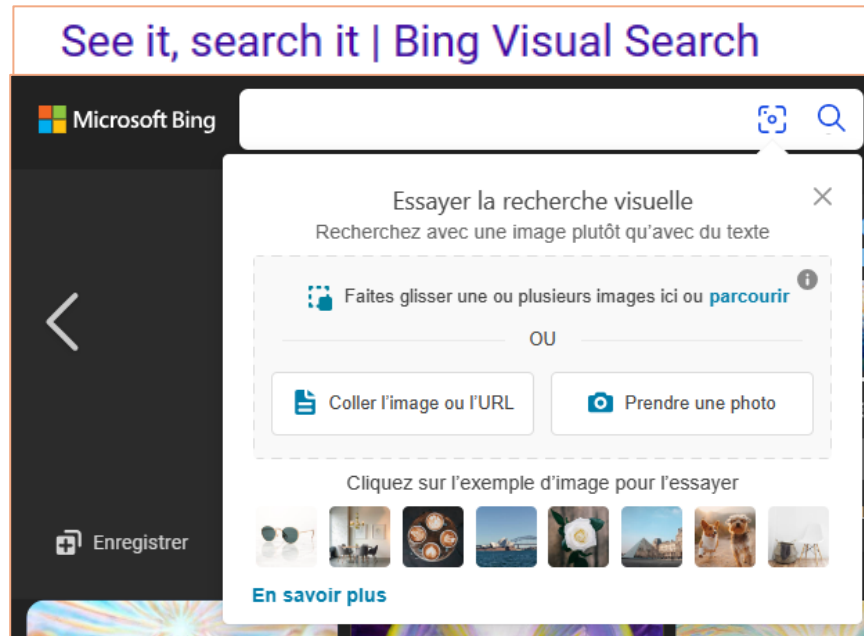 See it, search it | Bing Visual Search
Microsoft Bing
Essayer la recherche visuelle
Recherchez avec une image plutôt qu’avec du texte
Faites glisser une ou plusieurs images ici ou parcourir
OU
Coller l’image ou l’URL
Prendre une photo
Cliquez sur l’exemple d’image pour l’essayer
Enregistrer
En savoir plus